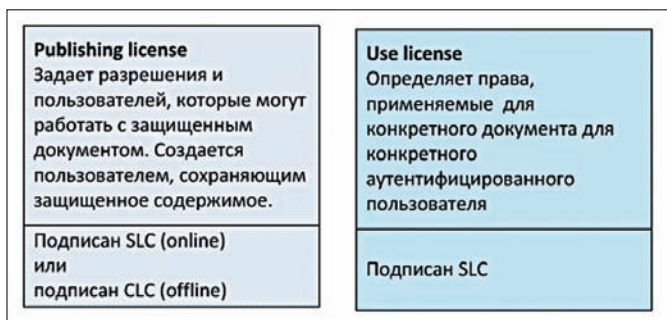 Publishing license
Задает разрешения и
пользователей, которые могут
работать с защищенным
документом. Создается
пользователем, сохраняющим
защищенное содержимое.
Подписан SLC (online)
или
подписан CLC (offline)
Use license
Определяет права,
применяемые для
конкретного документа для
конкретного
аутентифицированного
пользователя
Подписан SLC